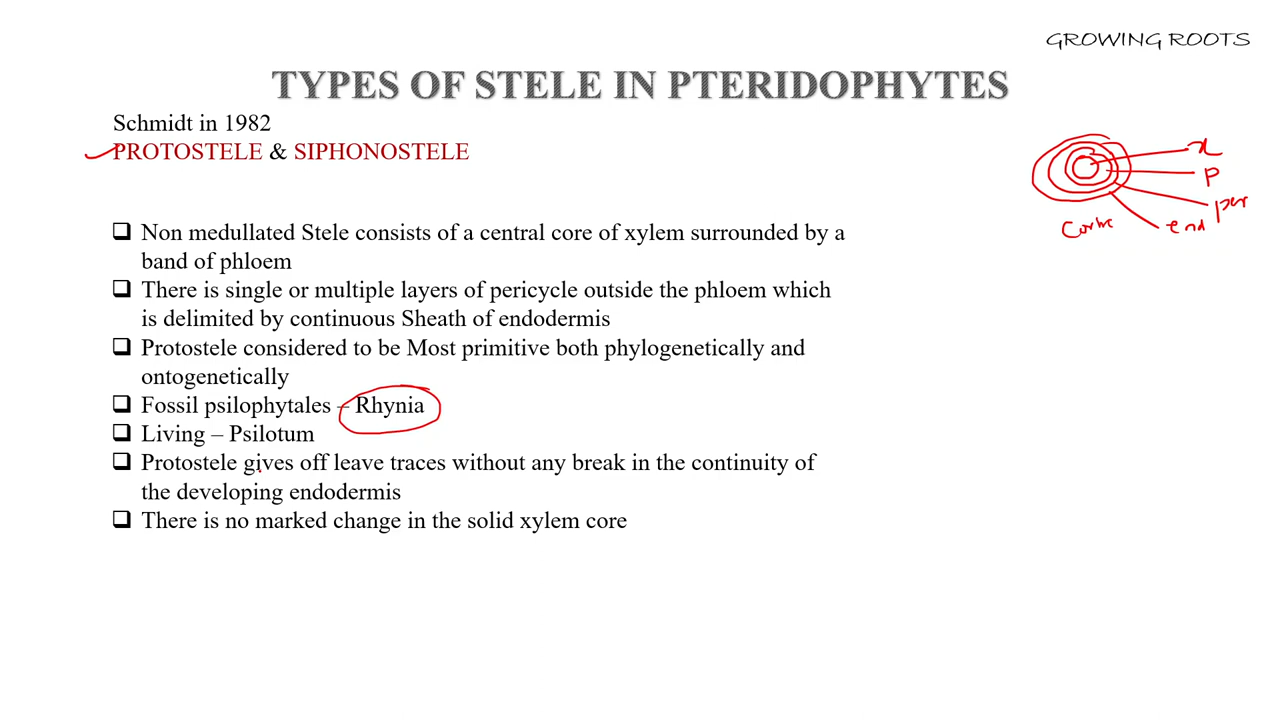 GROWING ROOTS
TYPES OF STELE IN PTERIDOPHYTES
Schmidt in 1982
PROTOSTELE & SIPHONOSTELE
x
P
per
end
Non medullated Stele consists of a central core of xylem surrounded by a
band of phloem
There is single or multiple layers of pericycle outside the phloem which
is delimited by continuous Sheath of endodermis
Protostele considered to be Most primitive both phylogenetically and
ontogenetically
Fossil psilophytales – Rhynia
Living – Psilotum
Protostele gives off leave traces without any break in the continuity of
the developing endodermis
There is no marked change in the solid xylem core